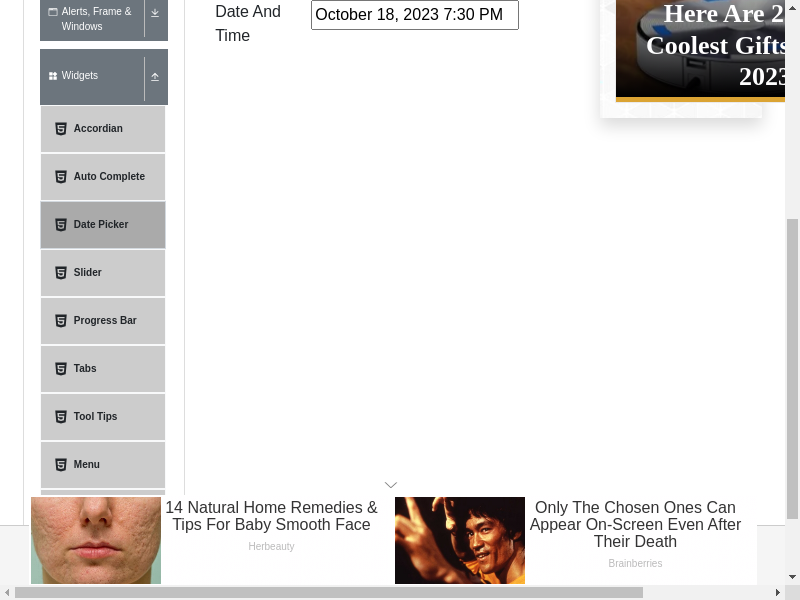 Alerts, Frame &
Windows
Widgets
Accordian
Auto Complete
Date Picker
Slider
Progress Bar
Tabs
Tool Tips
Menu
Date And
Time
October 18, 2023 7:30 PM
Here Are 2
Coolest Gifts
2023
14 Natural Home Remedies &
Tips For Baby Smooth Face
Herbeauty
Only The Chosen Ones Can
Appear On-Screen Even After
Their Death
Brainberries